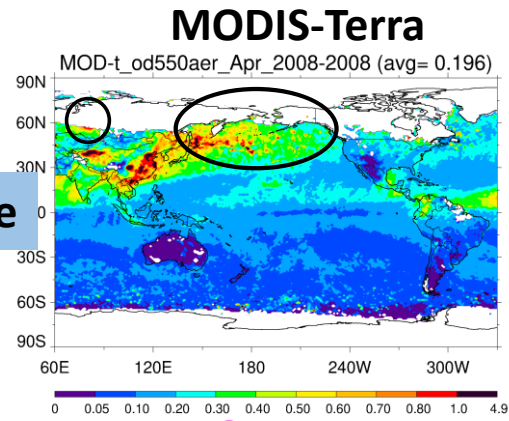 MODIS-Terra
MOD-t_od550aer_Apr_2008-2008 (avg= 0.196)
90N
60N
30N
e
0
30S
60S
90S
60E 120E 180 240W 300W
0 0.05 0.10 0.20 0.30 0.40 0.50 0.60 0.70 0.80 1.0 4.9